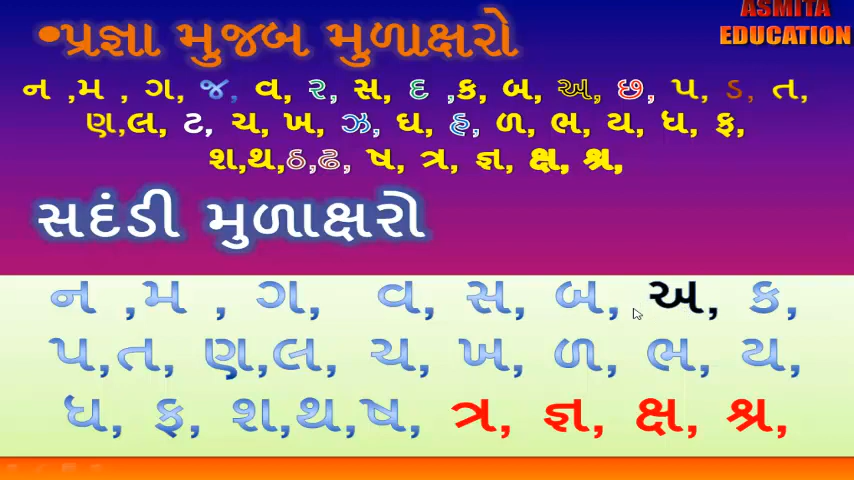 •પ્રજ્ઞા મુજબ મુળાક્ષરો
ASMITA
EDUCATION
ન ,મ , ગ, જ, વ, ર, સ, દ ,ક, બ, અ, છ, પ, ડ, ત,
ણ,લ, ટ, ચ, ખ, ઝ, ઘ, હ, ળ, ભ, ય, ધ, ફ,
શ,થ,ઠ,ઢ, ષ, ત્ર, જ્ઞ, ક્ષ, શ્ર,
સદંડી મુળાક્ષરો
ન ,મ , ગ, વ, સ, બ, અ, ક,
પ,ત, ણ,લ, ચ, ખ, ળ, ભ, ય,
ધ, ફ, શ,થ,ષ, ત્ર, જ્ઞ, ક્ષ, શ્ર,